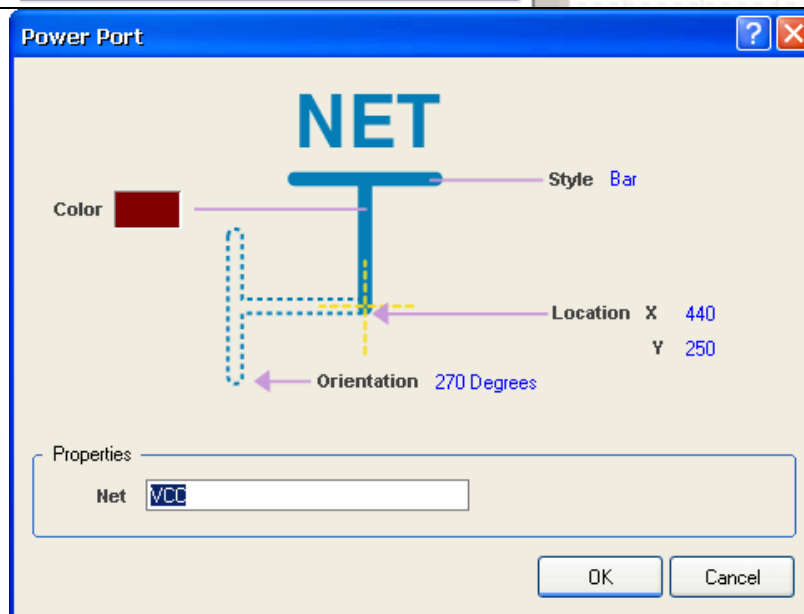 Power Port
NET
Style Bar
Color
Location X 440
Y 250
Orientation 270 Degrees
Properties
Net VCC
OK Cancel